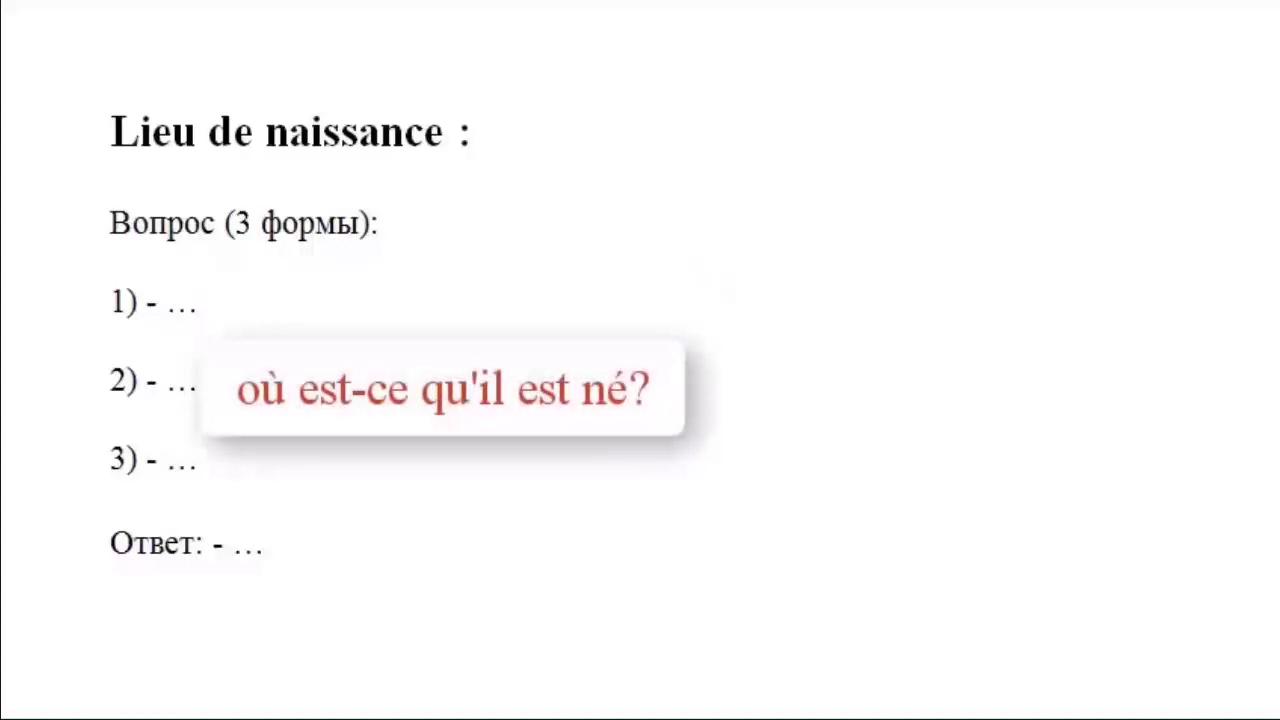 Lieu de naissance :
Вопрос (3 формы):
1) - …
2) - …
où est-ce qu'il est né?
3) - …
Ответ: - …